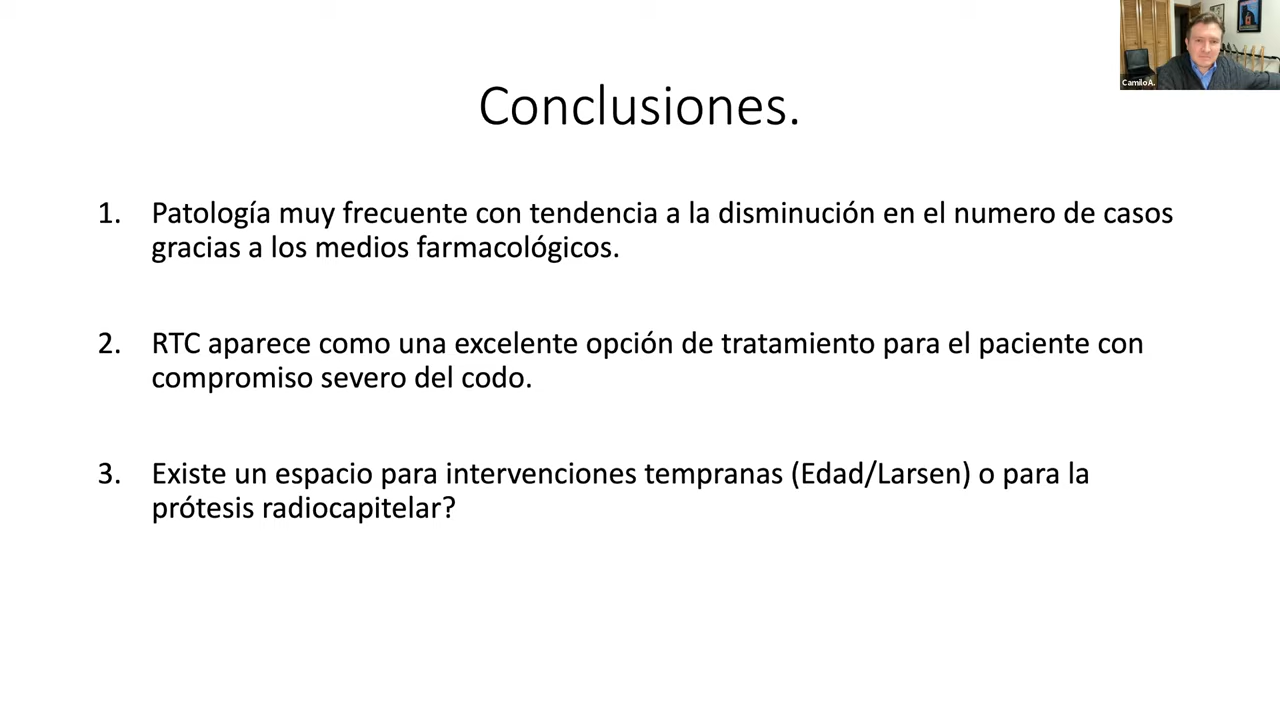 Camilo A.
Conclusiones.
1. Patología muy frecuente con tendencia a la disminución en el numero de casos
gracias a los medios farmacológicos.
2. RTC aparece como una excelente opción de tratamiento para el paciente con
compromiso severo del codo.
3. Existe un espacio para intervenciones tempranas (Edad/Larsen) o para la
prótesis radiocapitelar?